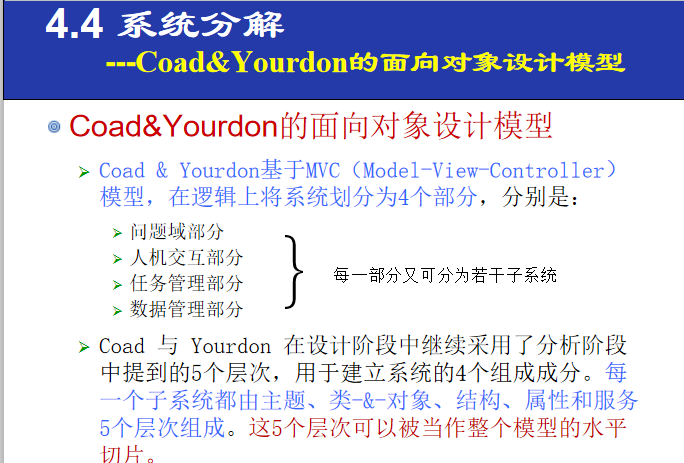 4.4 系统分解
---Coad&Yourdon的面向对象设计模型
Coad&Yourdon的面向对象设计模型
Coad & Yourdon基于MVC（Model-View-Controller）
模型，在逻辑上将系统划分为4个部分，分别是：
问题域部分
人机交互部分
任务管理部分
数据管理部分
每一部分又可分为若干子系统
Coad 与 Yourdon 在设计阶段中继续采用了分析阶段
中提到的5个层次，用于建立系统的4个组成成分。每
一个子系统都由主题、类-&-对象、结构、属性和服务
5个层次组成。这5个层次可以被当作整个模型的水平
切片。